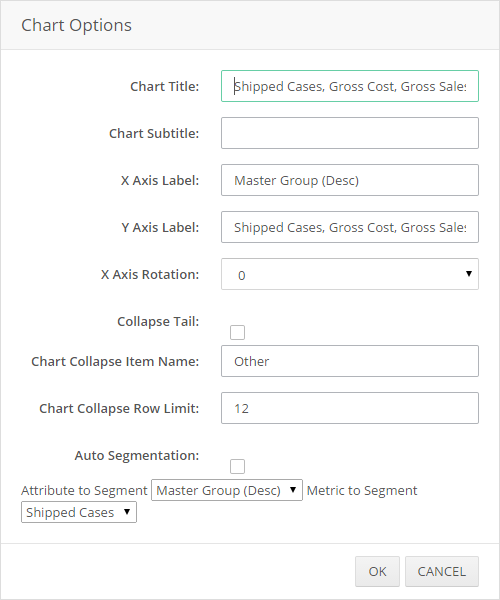 Chart Options
Chart Title: Shipped Cases, Gross Cost, Gross Sales
Chart Subtitle:
X Axis Label: Master Group (Desc)
Y Axis Label: Shipped Cases, Gross Cost, Gross Sales
X Axis Rotation: 0
Collapse Tail:
Chart Collapse Item Name: Other
Chart Collapse Row Limit: 12
Auto Segmentation:
Attribute to Segment Master Group (Desc) Metric to Segment
Shipped Cases
OK CANCEL